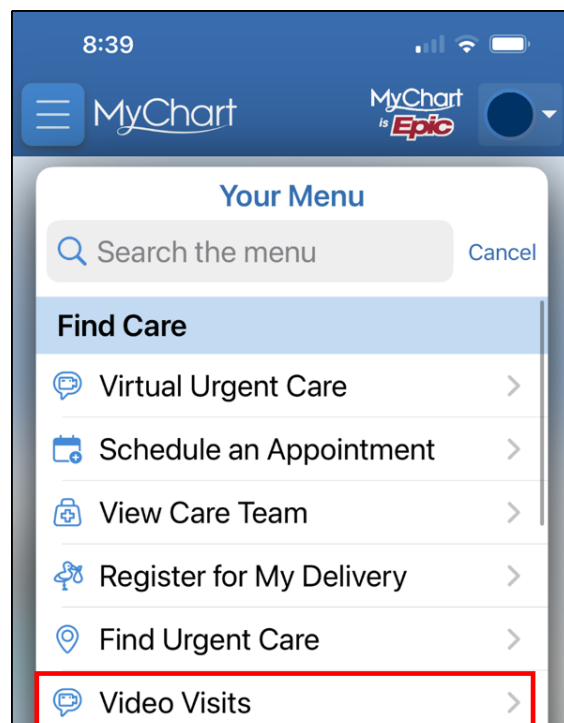 8:39
MyChart
MyChart
is Epic
Your Menu
Search the menu
Cancel
Find Care
Virtual Urgent Care
Schedule an Appointment
View Care Team
Register for My Delivery
Find Urgent Care
Video Visits